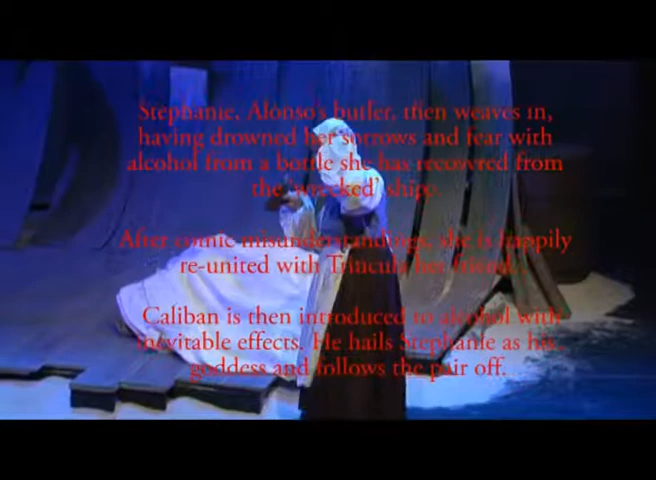 Stephanie, Alonso's butler, then weaves in,
having drowned her sorrows and fear with
alcohol from a bottle she has recovered from
the 'wrecked' ship.
After comic misunderstandings, she is happily
re-united with Trincula her friend.
Caliban is then introduced to alcohol with
inevitable effects. He hails Stephanie as his
goddess and follows the pair off.